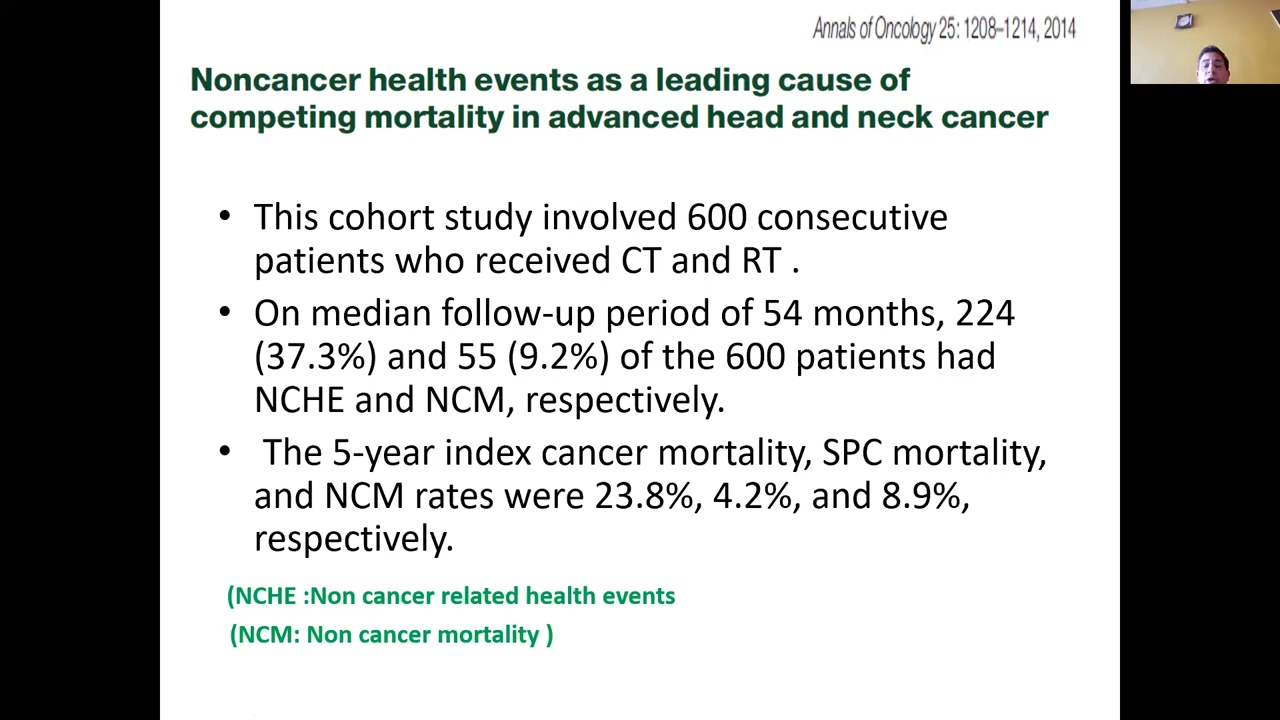 Annals of Oncology 25: 1208–1214, 2014
Noncancer health events as a leading cause of
competing mortality in advanced head and neck cancer
• This cohort study involved 600 consecutive
patients who received CT and RT .
• On median follow-up period of 54 months, 224
(37.3%) and 55 (9.2%) of the 600 patients had
NCHE and NCM, respectively.
• The 5-year index cancer mortality, SPC mortality,
and NCM rates were 23.8%, 4.2%, and 8.9%,
respectively.
(NCHE :Non cancer related health events
(NCM: Non cancer mortality )